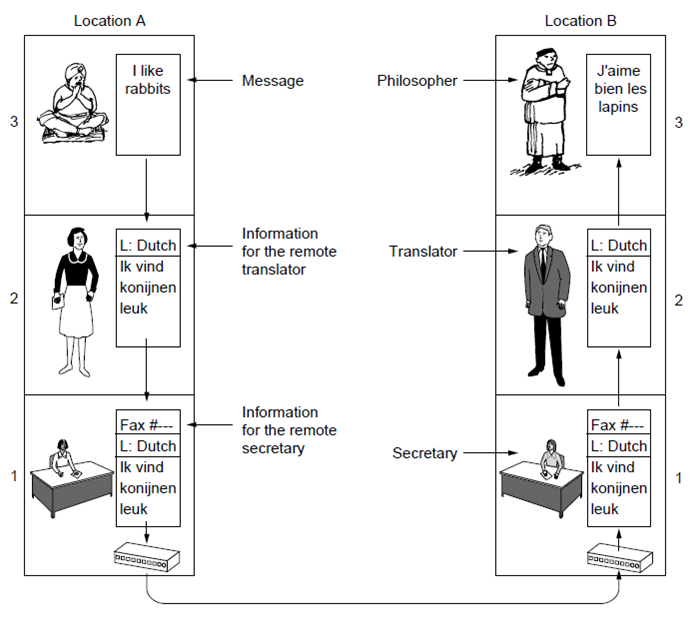 Location A
Location B
3
I like
rabbits
Message
Philosopher
J'aime
bien les
lapins
3
2
L: Dutch
Ik vind
konijnen
leuk
Information
for the remote
translator
Translator
L: Dutch
Ik vind
konijnen
leuk
2
1
Fax #---
L: Dutch
Ik vind
konijnen
leuk
Information
for the remote
secretary
Secretary
Fax #---
L: Dutch
Ik vind
konijnen
leuk
1